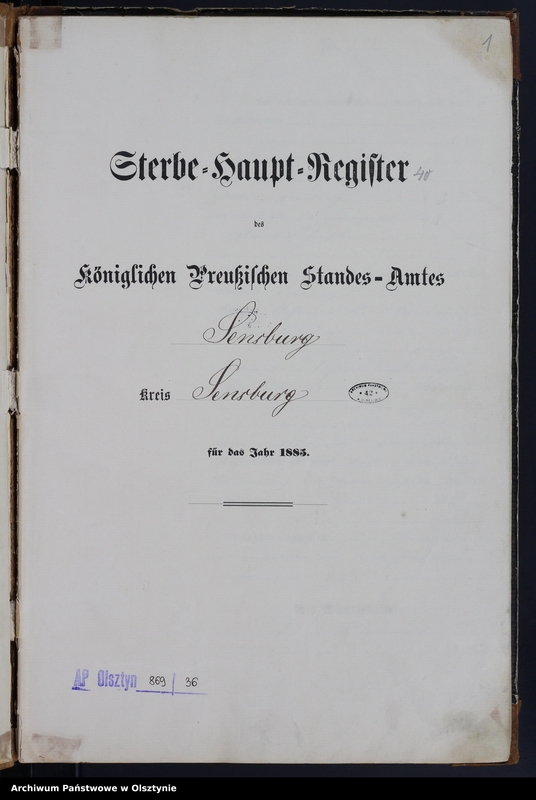 1
Sterbe-Haupt-Register 40
des
Königlichen Preußischen Standes-Amtes
Sensburg
Kreis Sensburg
42
für das Jahr 1885.
AP Olsztyn 869/36
Archiwum Państwowe w Olsztynie